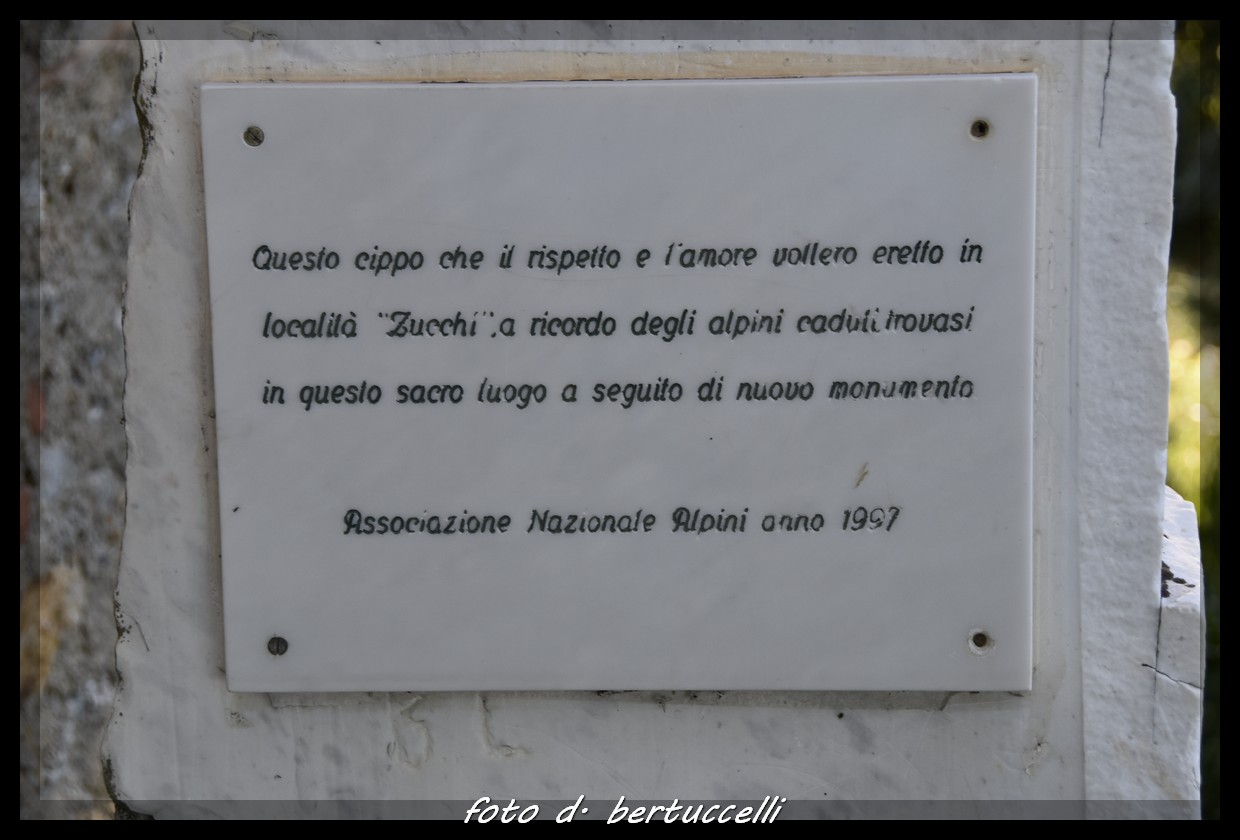 Questo cippo che il rispetto e l'amore vollero eretto in
località "Zucchi", a ricordo degli alpini caduti, trovasi
in questo sacro luogo a seguito di nuovo monumento
Associazione Nazionale Alpini anno 1997
foto d. bertuccelli